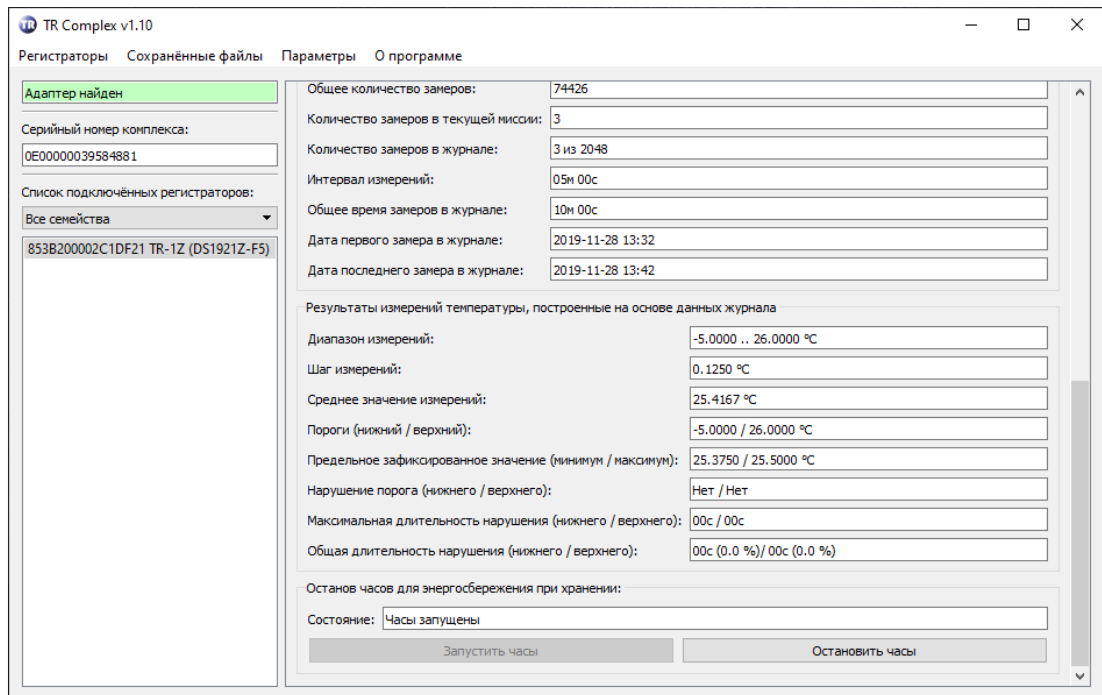 TR Complex v1.10
Регистраторы Сохранённые файлы Параметры О программе
Адаптер найден
Серийный номер комплекса:
0E00000039584881
Список подключённых регистраторов:
Все семейства
853B200002C1DF21 TR-1Z (DS1921Z-F5)
Общее количество замеров: 74426
Количество замеров в текущей миссии: 3
Количество замеров в журнале: 3 из 2048
Интервал измерений: 05м 00с
Общее время замеров в журнале: 10м 00с
Дата первого замера в журнале: 2019-11-28 13:32
Дата последнего замера в журнале: 2019-11-28 13:42
Результаты измерений температуры, построенные на основе данных журнала
Диапазон измерений: -5.0000 .. 26.0000 °C
Шаг измерений: 0.1250 °C
Среднее значение измерений: 25.4167 °C
Пороги (нижний / верхний): -5.0000 / 26.0000 °C
Предельное зафиксированное значение (минимум / максимум): 25.3750 / 25.5000 °C
Нарушение порога (нижнего / верхнего): Нет / Нет
Максимальная длительность нарушения (нижнего / верхнего): 00с / 00с
Общая длительность нарушения (нижнего / верхнего): 00с (0.0 %)/ 00с (0.0 %)
Останов часов для энергосбережения при хранении:
Состояние: Часы запущены
Запустить часы Остановить часы